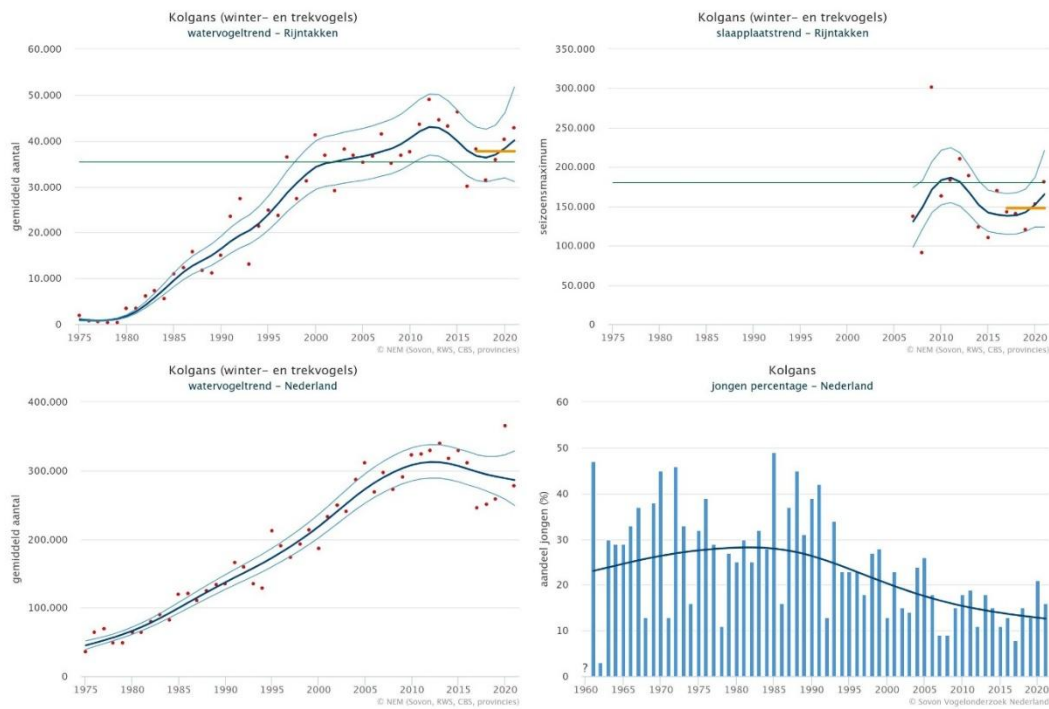 Kolgans (winter- en trekvogels)
watervogeltrend - Rijntakken
gemiddeld aantal
60.000
50.000
40.000
30.000
20.000
10.000
0
1975 1980 1985 1990 1995 2000 2005 2010 2015 2020
© NEM (Sovon, RWS, CBS, provincies)
Kolgans (winter- en trekvogels)
slaapplaatstrend - Rijntakken
seizoensmaximum
350.000
300.000
250.000
200.000
150.000
100.000
50.000
0
1975 1980 1985 1990 1995 2000 2005 2010 2015 2020
© NEM (Sovon, RWS, CBS, provincies)
Kolgans (winter- en trekvogels)
watervogeltrend - Nederland
gemiddeld aantal
400.000
300.000
200.000
100.000
0
1975 1980 1985 1990 1995 2000 2005 2010 2015 2020
© NEM (Sovon, RWS, CBS, provincies)
Kolgans
jongen percentage - Nederland
aandeel jongen (%)
60
50
40
30
20
10
0
?
1960 1965 1970 1975 1980 1985 1990 1995 2000 2005 2010 2015 2020
© Sovon Vogelonderzoek Nederland